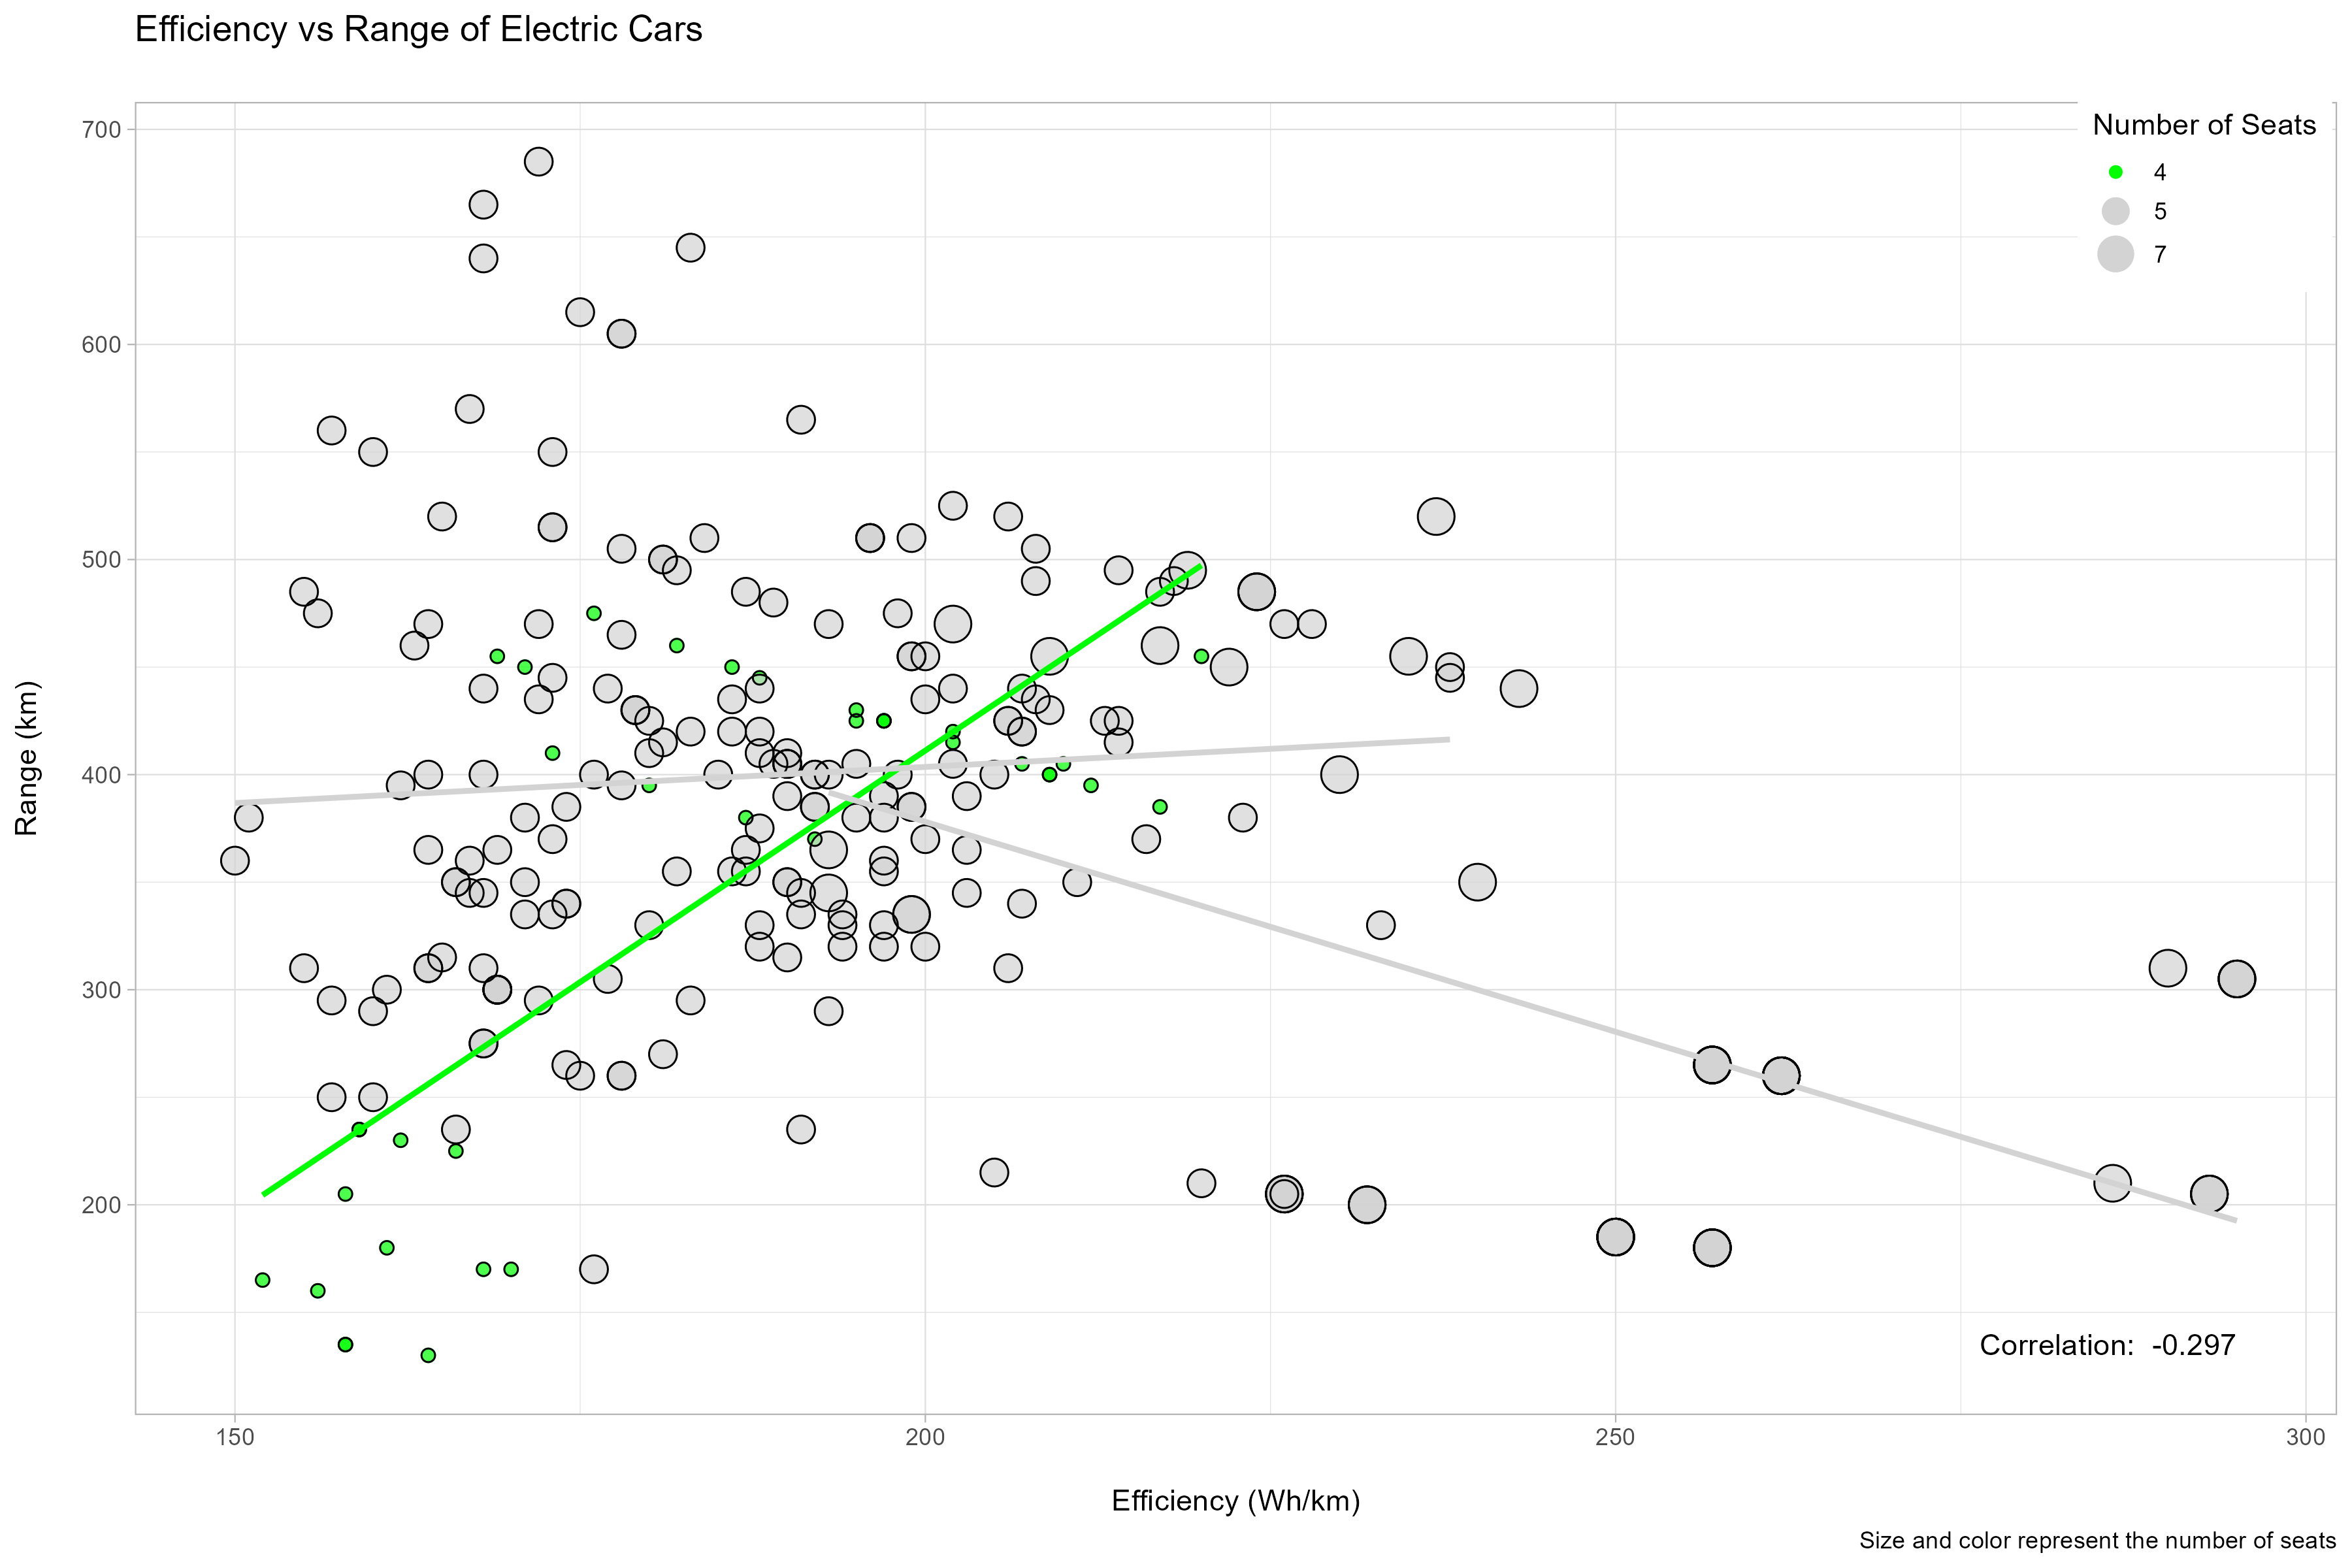 Efficiency vs Range of Electric Cars
Number of Seats
4
5
7
700
600
500
400
300
200
Range (km)
Correlation: -0.297
150
200
250
300
Efficiency (Wh/km)
Size and color represent the number of seats